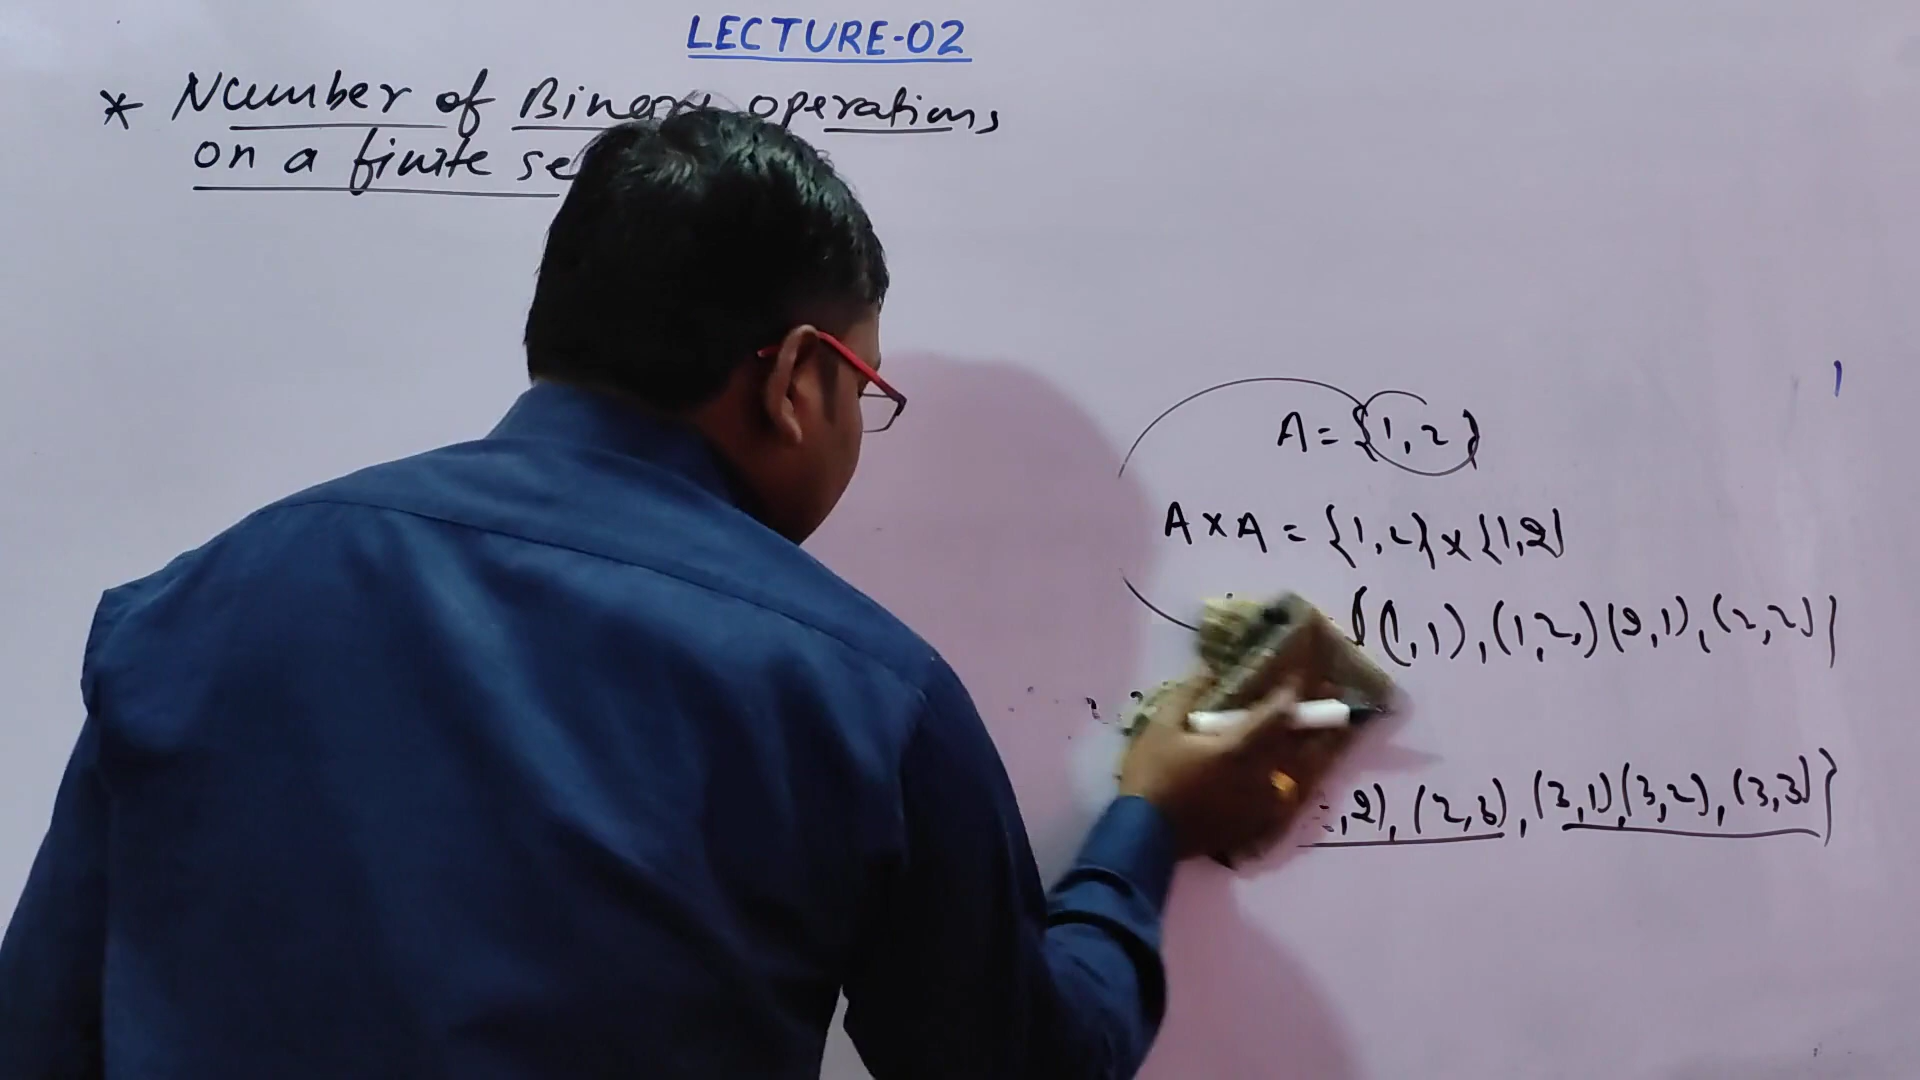 LECTURE-02
* Number of Binary operations
on a finite se
A = {1,2}
A × A = {1,2} × {1,2}
{(1,1),(1,2,)(2,1),(2,2)}
,2),(2,3),(3,1)(3,2),(3,3)}